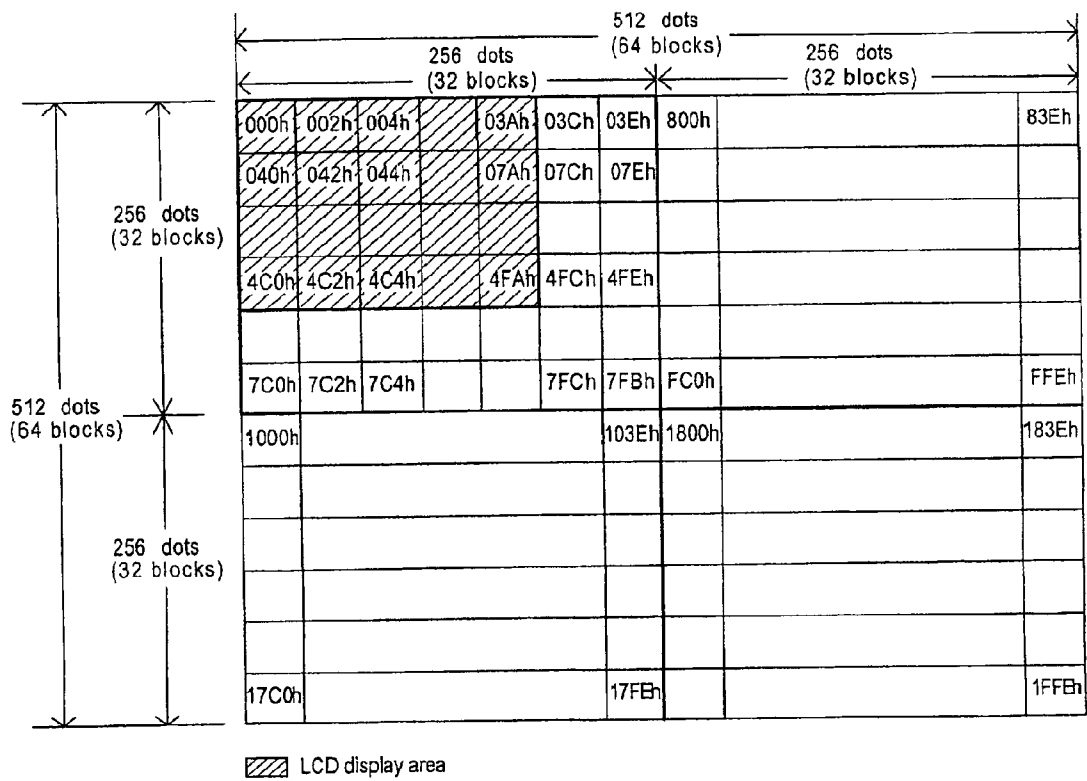 512 dots
(64 blocks)
256 dots
(32 blocks)
256 dots
(32 blocks)
000h 002h 004h 03Ah 03Ch 03Eh 800h 83Eh
040h 042h 044h 07Ah 07Ch 07Eh
256 dots
(32 blocks)
4C0h 4C2h 4C4h 4FAh 4FCh 4FEh
7C0h 7C2h 7C4h 7FCh 7FBh FC0h FFEh
512 dots
(64 blocks)
1000h 103Eh 1800h 183Eh
256 dots
(32 blocks)
17C0h 17FEh 1FFEh
LCD display area